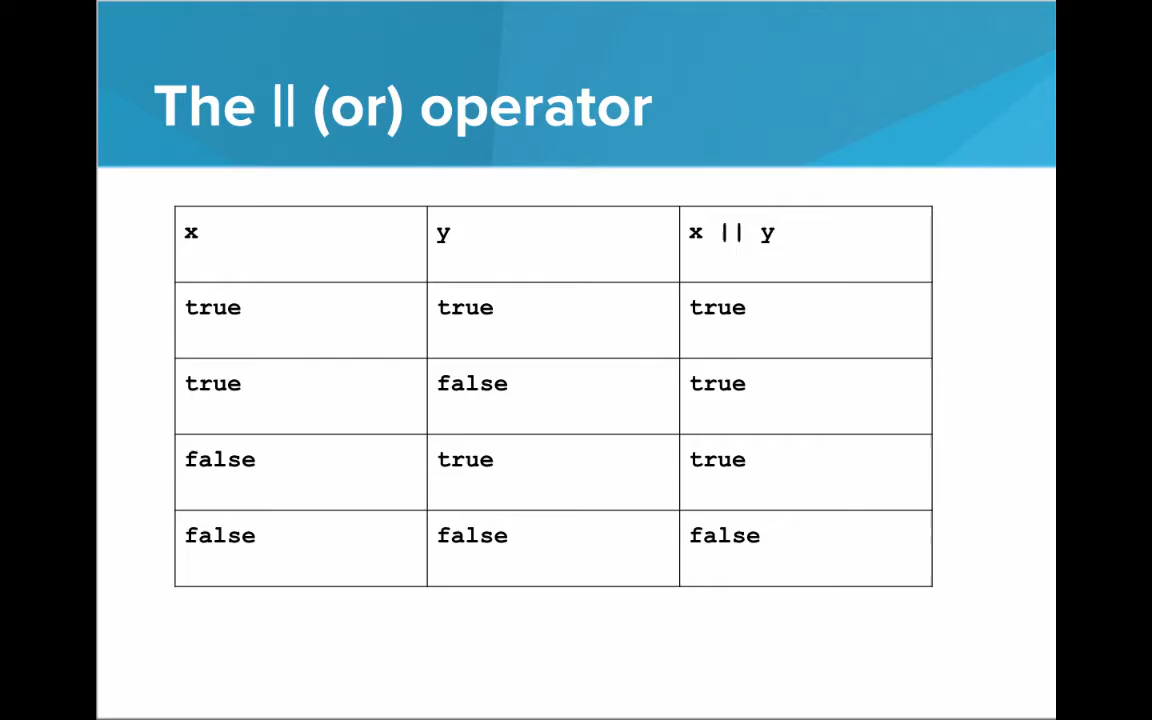 The || (or) operator
x y x || y
true true true
true false true
false true true
false false false